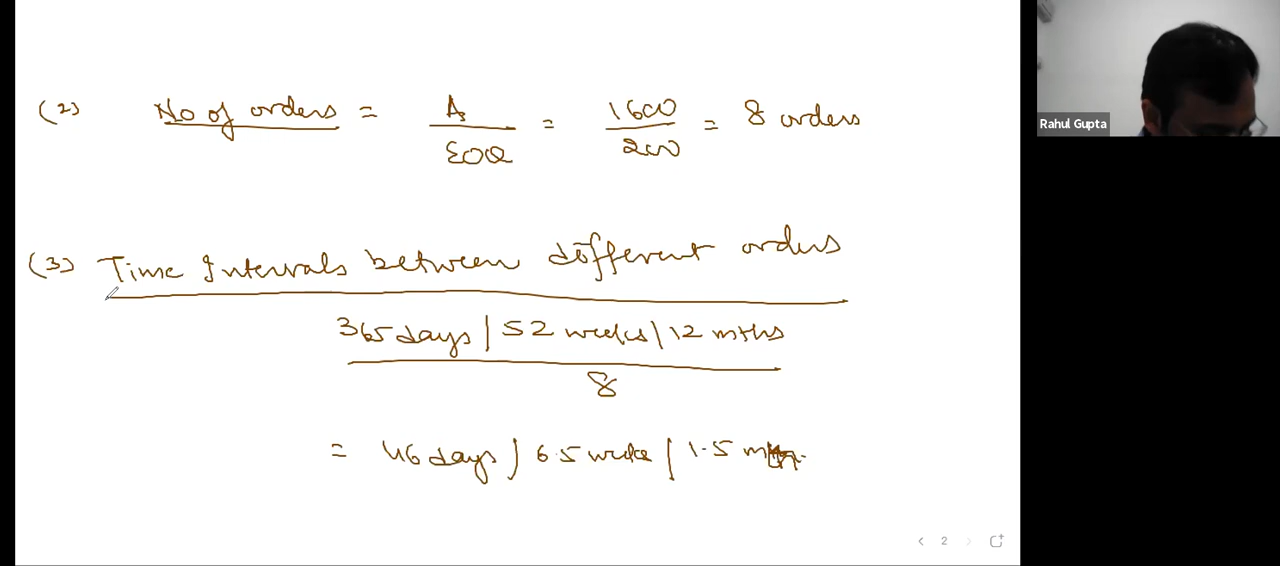 (2) No of orders = A / EOQ = 1600 / 200 = 8 orders
Rahul Gupta
(3) Time Intervals between different orders
365 days | 52 weeks | 12 mths
8
= 46 days | 6.5 weeks | 1.5 mth.
2